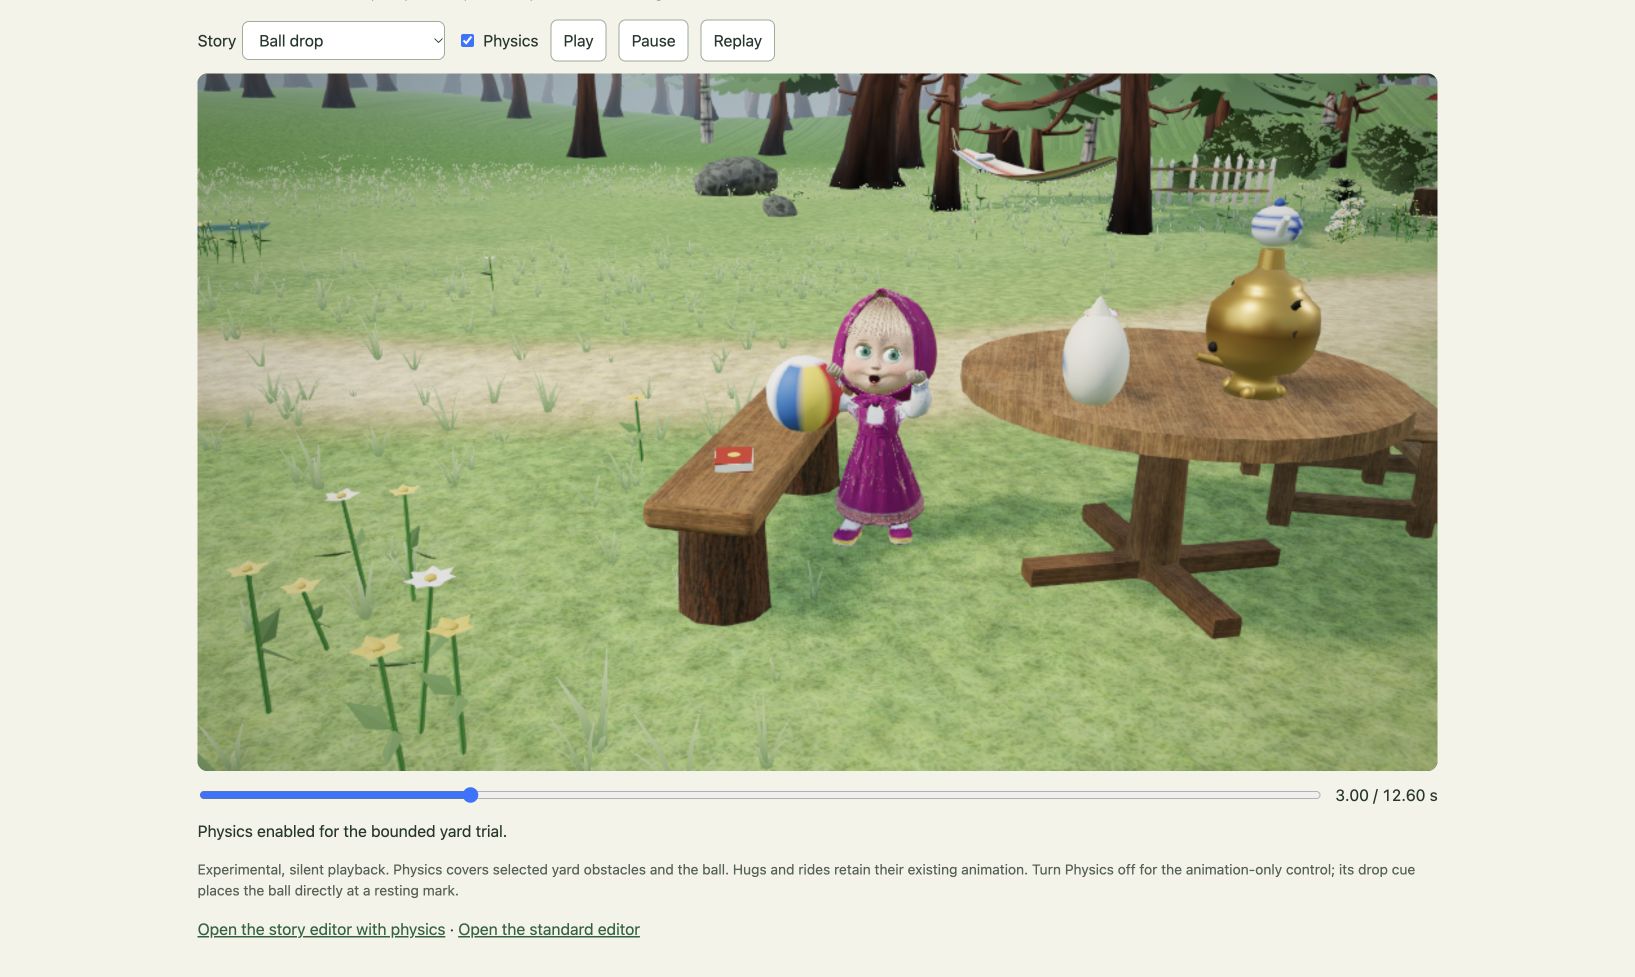 Story Ball drop Physics Play Pause Replay
3.00 / 12.60 s
Physics enabled for the bounded yard trial.
Experimental, silent playback. Physics covers selected yard obstacles and the ball. Hugs and rides retain their existing animation. Turn Physics off for the animation-only control; its drop cue
places the ball directly at a resting mark.
Open the story editor with physics · Open the standard editor